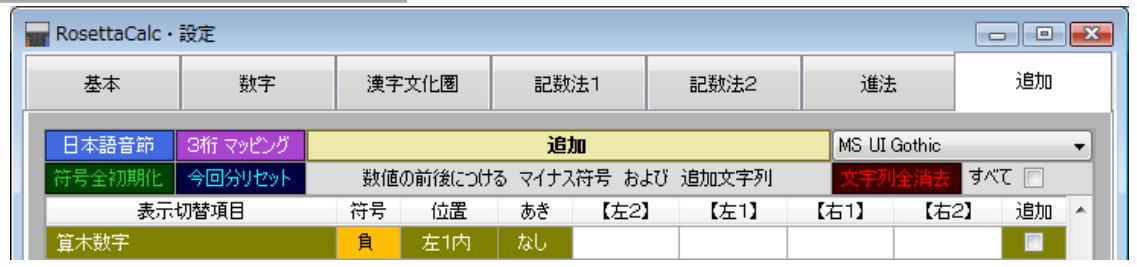 RosettaCalc・設定
基本 数字 漢字文化圏 記数法1 記数法2 進法 追加
日本語音節 3桁 マッピング 追加 MS UI Gothic
符号全初期化 今回分リセット 数値の前後につける マイナス符号 および 追加文字列 文字列全消去 すべて
表示切替項目 符号 位置 あき 【左2】 【左1】 【右1】 【右2】 追加
算木数字 負 左1内 なし